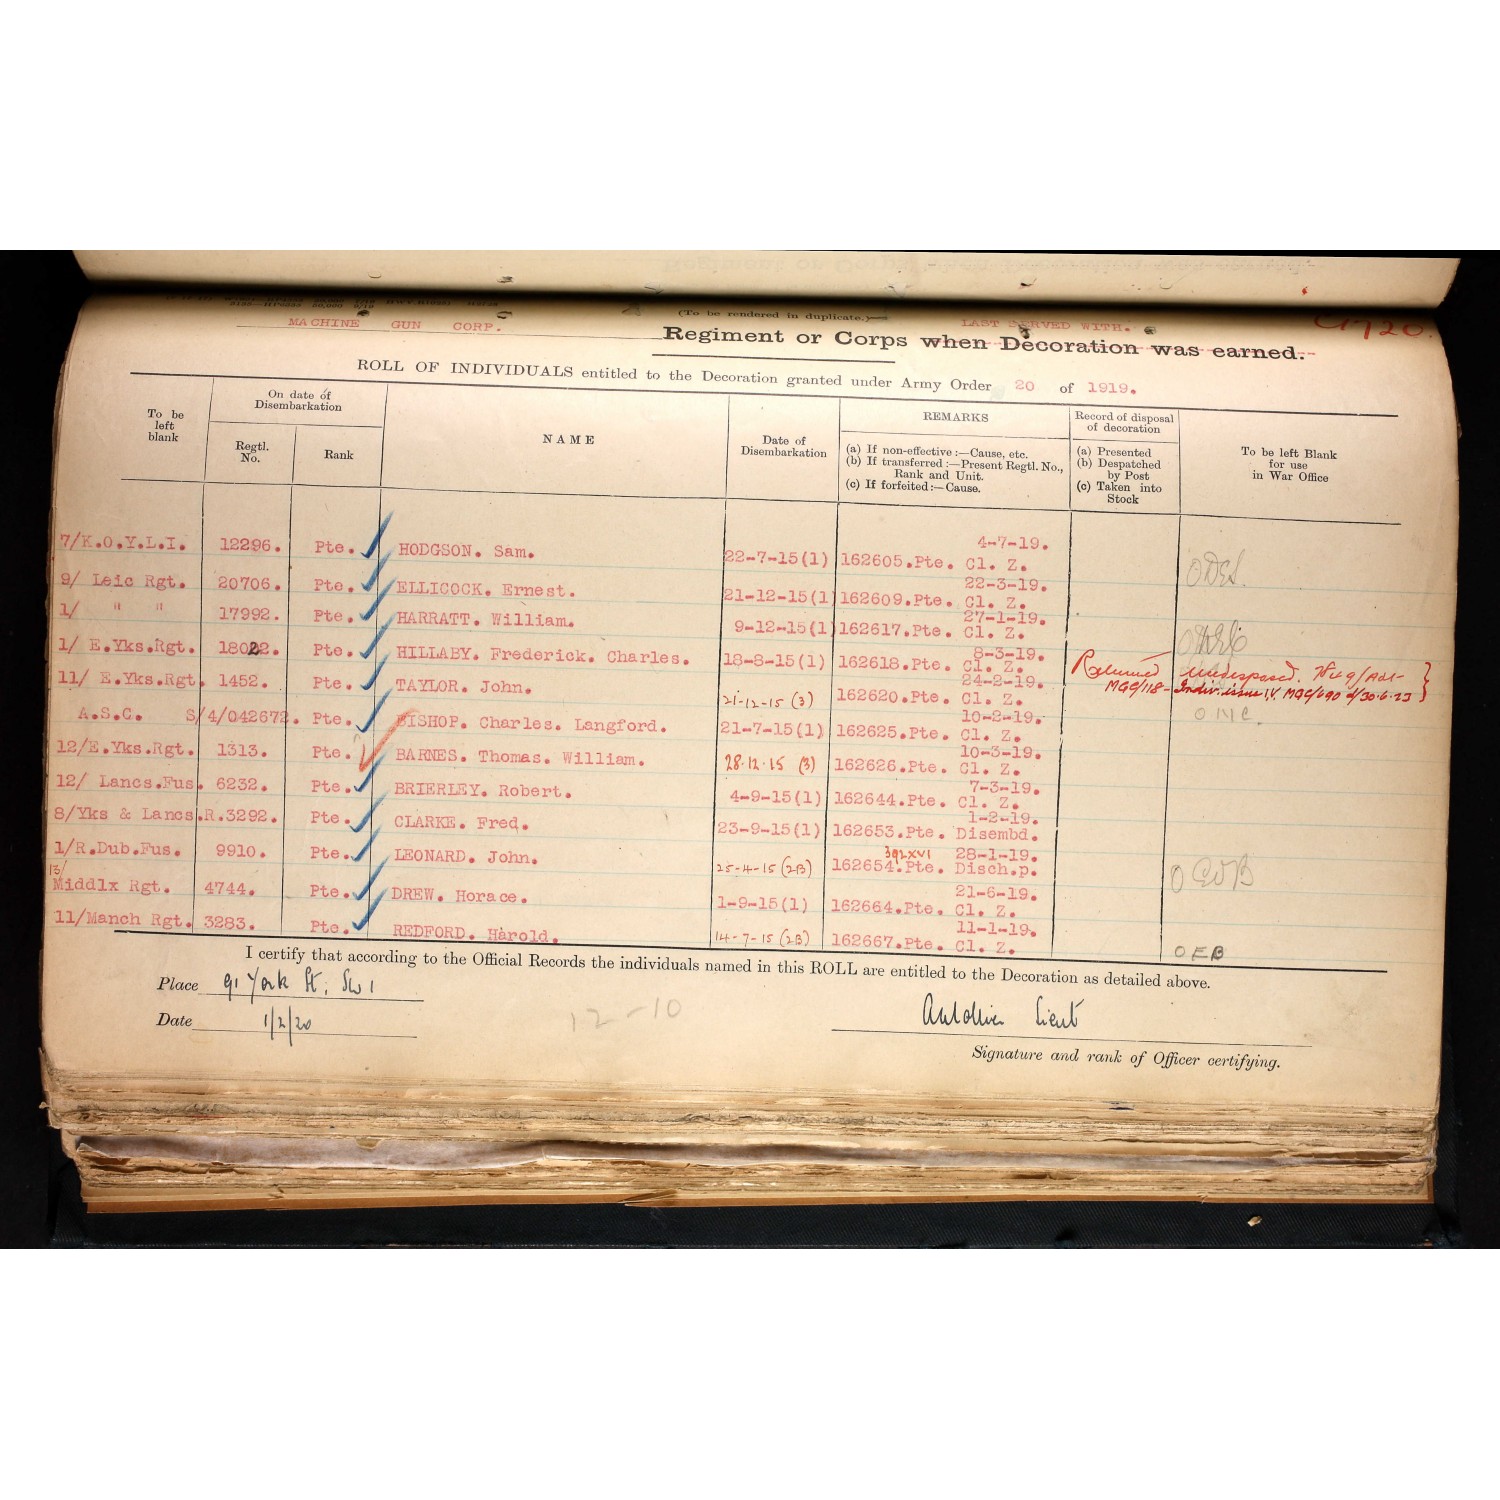 (To be rendered in duplicate.)
MACHINE GUN CORP. LAST SERVED WITH.
Regiment or Corps when Decoration was earned.
ROLL OF INDIVIDUALS entitled to the Decoration granted under Army Order 20 of 1919.
To be left blank
On date of Disembarkation
Regtl. No.
Rank
NAME
Date of Disembarkation
REMARKS
(a) If non-effective :—Cause, etc.
(b) If transferred :—Present Regtl. No., Rank and Unit.
(c) If forfeited :—Cause.
Record of disposal of decoration
(a) Presented
(b) Despatched by Post
(c) Taken into Stock
To be left Blank for use in War Office
7/K.O.Y.L.I. 12296. Pte. HODGSON. Sam. 22-7-15(1) 162605.Pte. 4-7-19. Cl. Z.
9/ Leic Rgt. 20706. Pte. ELLICOCK. Ernest. 21-12-15(1) 162609.Pte. 22-3-19. Cl. Z.
1/ " " 17992. Pte. HARRATT. William. 9-12-15(1) 162617.Pte. 27-1-19. Cl. Z.
1/ E.Yks.Rgt. 18022. Pte. HILLABY. Frederick. Charles. 18-8-15(1) 162618.Pte. 8-3-19. Cl. Z.
11/ E.Yks.Rgt. 1452. Pte. TAYLOR. John. 21-12-15 (3) 162620.Pte. 24-2-19. Cl. Z. Returned
A.S.C. S/4/042672. Pte. BISHOP. Charles. Langford. 21-7-15(1) 162625.Pte. 10-2-19. Cl. Z.
12/E.Yks.Rgt. 1313. Pte. BARNES. Thomas. William. 28.12.15 (3) 162626.Pte. 10-3-19. Cl. Z.
12/ Lancs.Fus. 6232. Pte. BRIERLEY. Robert. 4-9-15(1) 162644.Pte. 7-3-19. Cl. Z.
8/Yks & Lancs.R.3292. Pte. CLARKE. Fred. 23-9-15(1) 162653.Pte. 1-2-19. Disembd.
1/R.Dub.Fus. 9910. Pte. LEONARD. John. 25-4-15 (2B) 392XVI 162654.Pte. 28-1-19. Disch.p.
13/ Middlx Rgt. 4744. Pte. DREW. Horace. 1-9-15(1) 162664.Pte. 21-6-19. Cl. Z.
11/Manch Rgt. 3283. Pte. REDFORD. Harold. 14-7-15 (2B) 162667.Pte. 11-1-19. Cl. Z. OEB
I certify that according to the Official Records the individuals named in this ROLL are entitled to the Decoration as detailed above.
Place 91 York St, SW1
Date 1/2/20
12-10
Lieut
Signature and rank of Officer certifying.